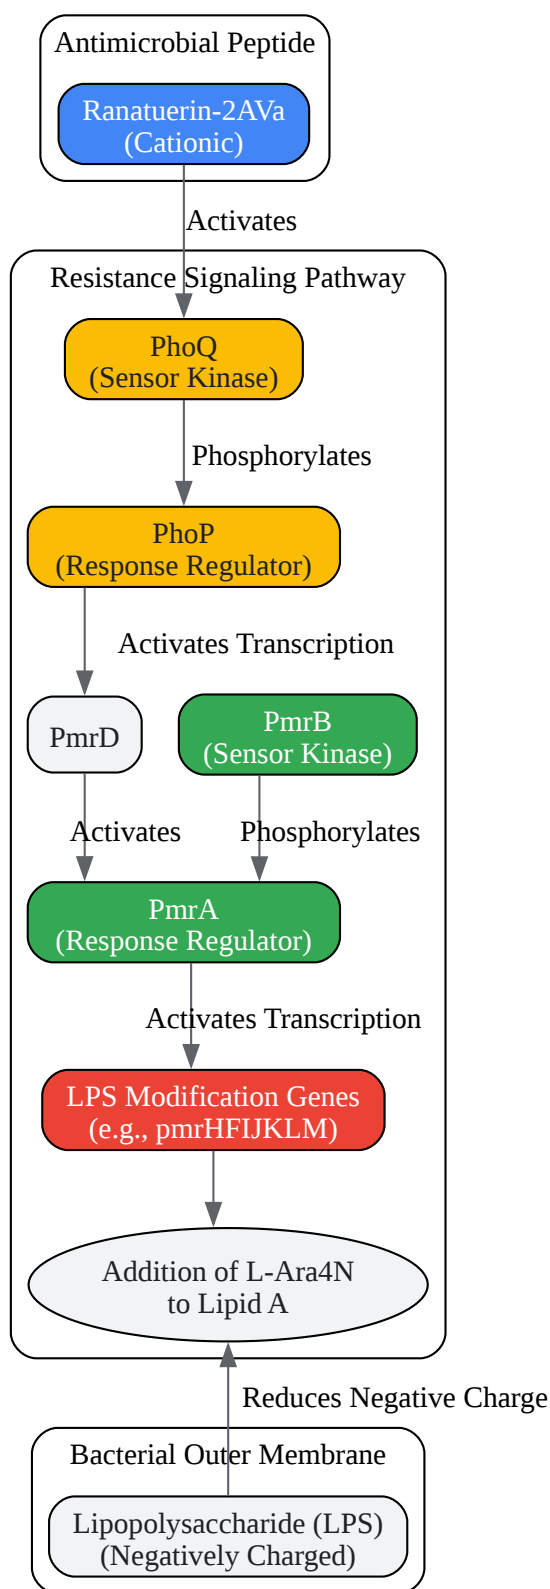 Antimicrobial Peptide
Ranatuerin-2AVa
(Cationic)
Activates
Resistance Signaling Pathway
PhoQ
(Sensor Kinase)
Phosphorylates
PhoP
(Response Regulator)
Activates Transcription
PmrD
PmrB
(Sensor Kinase)
Activates
Phosphorylates
PmrA
(Response Regulator)
Activates Transcription
LPS Modification Genes
(e.g., pmrHFIJKLM)
Addition of L-Ara4N
to Lipid A
Reduces Negative Charge
Bacterial Outer Membrane
Lipopolysaccharide (LPS)
(Negatively Charged)